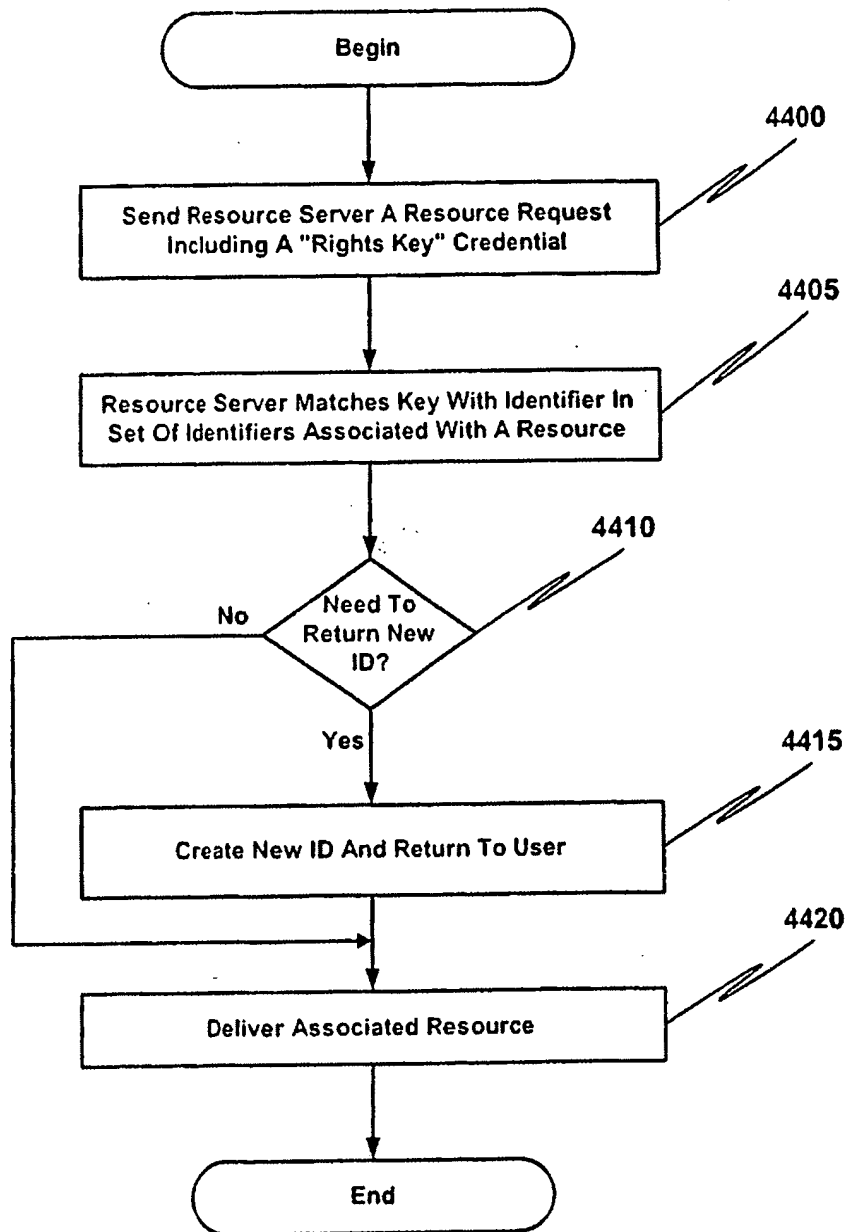 Begin
4400
Send Resource Server A Resource Request
Including A "Rights Key" Credential
4405
Resource Server Matches Key With Identifier In
Set Of Identifiers Associated With A Resource
4410
No
Need To
Return New
ID?
Yes
4415
Create New ID And Return To User
4420
Deliver Associated Resource
End